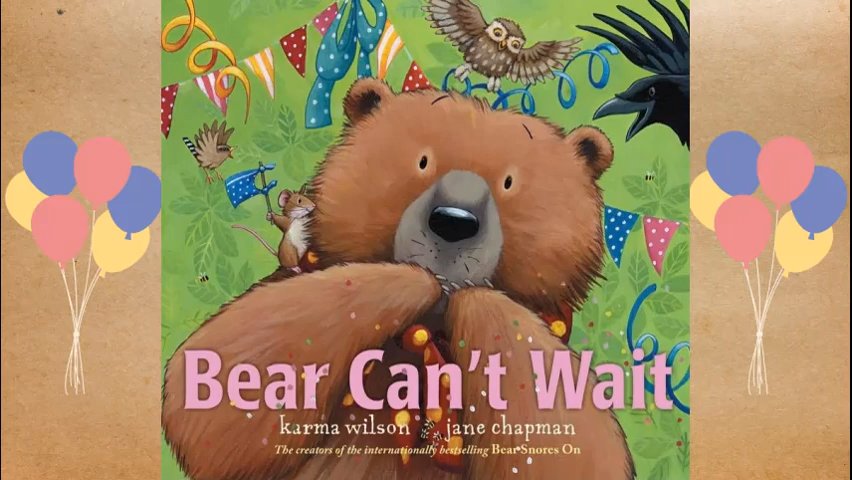 Bear Can't Wait
karma wilson jane chapman
The creators of the internationally bestselling Bear Snores On